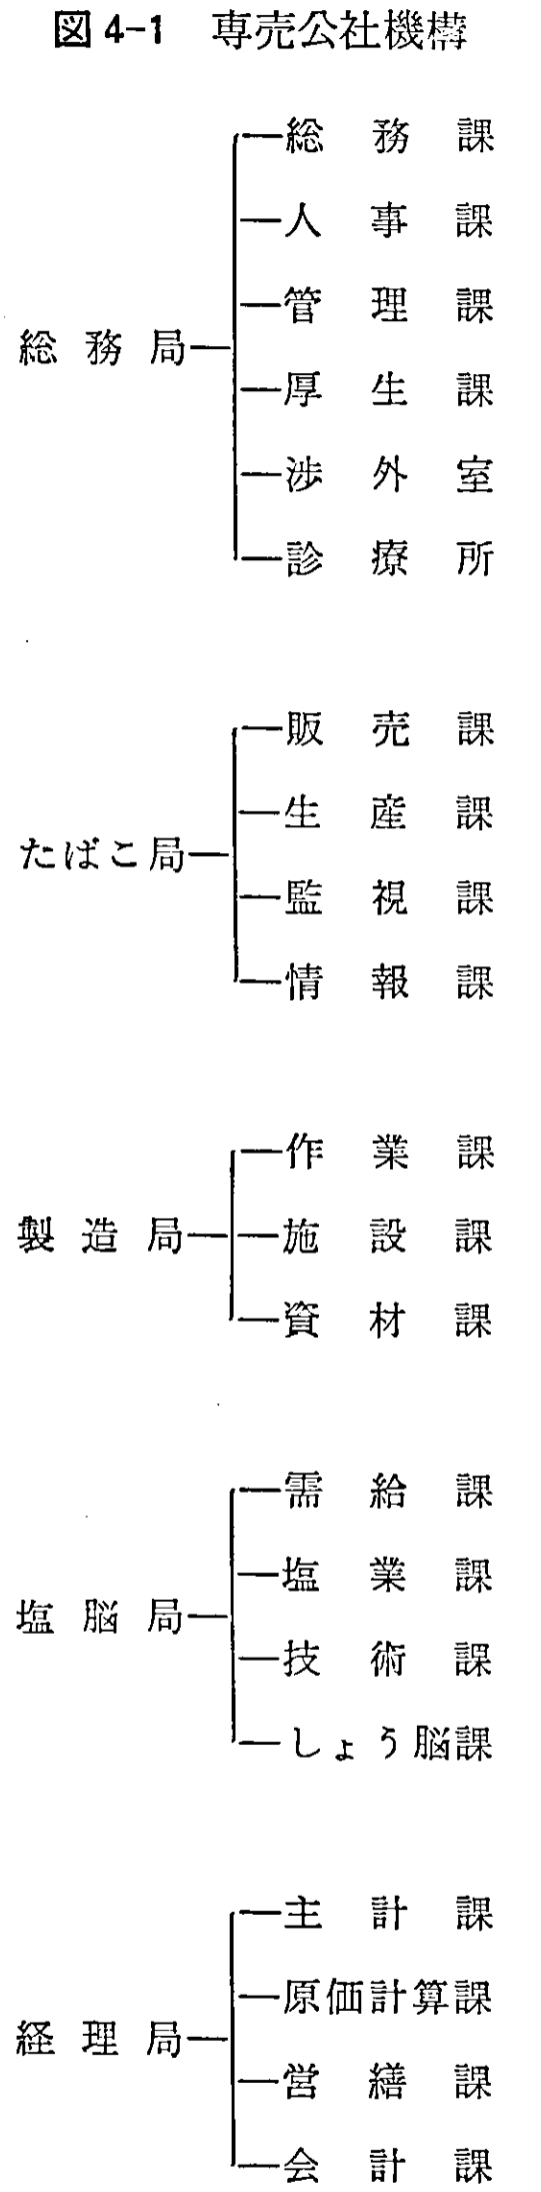 図4-1 専売公社機構
総務局
総務課
人事課
管理課
厚生課
渉外室
診療所
たばこ局
販売課
生産課
監視課
情報課
製造局
作業課
施設課
資材課
塩脳局
需給課
塩業課
技術課
しょう脳課
経理局
主計課
原価計算課
営繕課
会計課